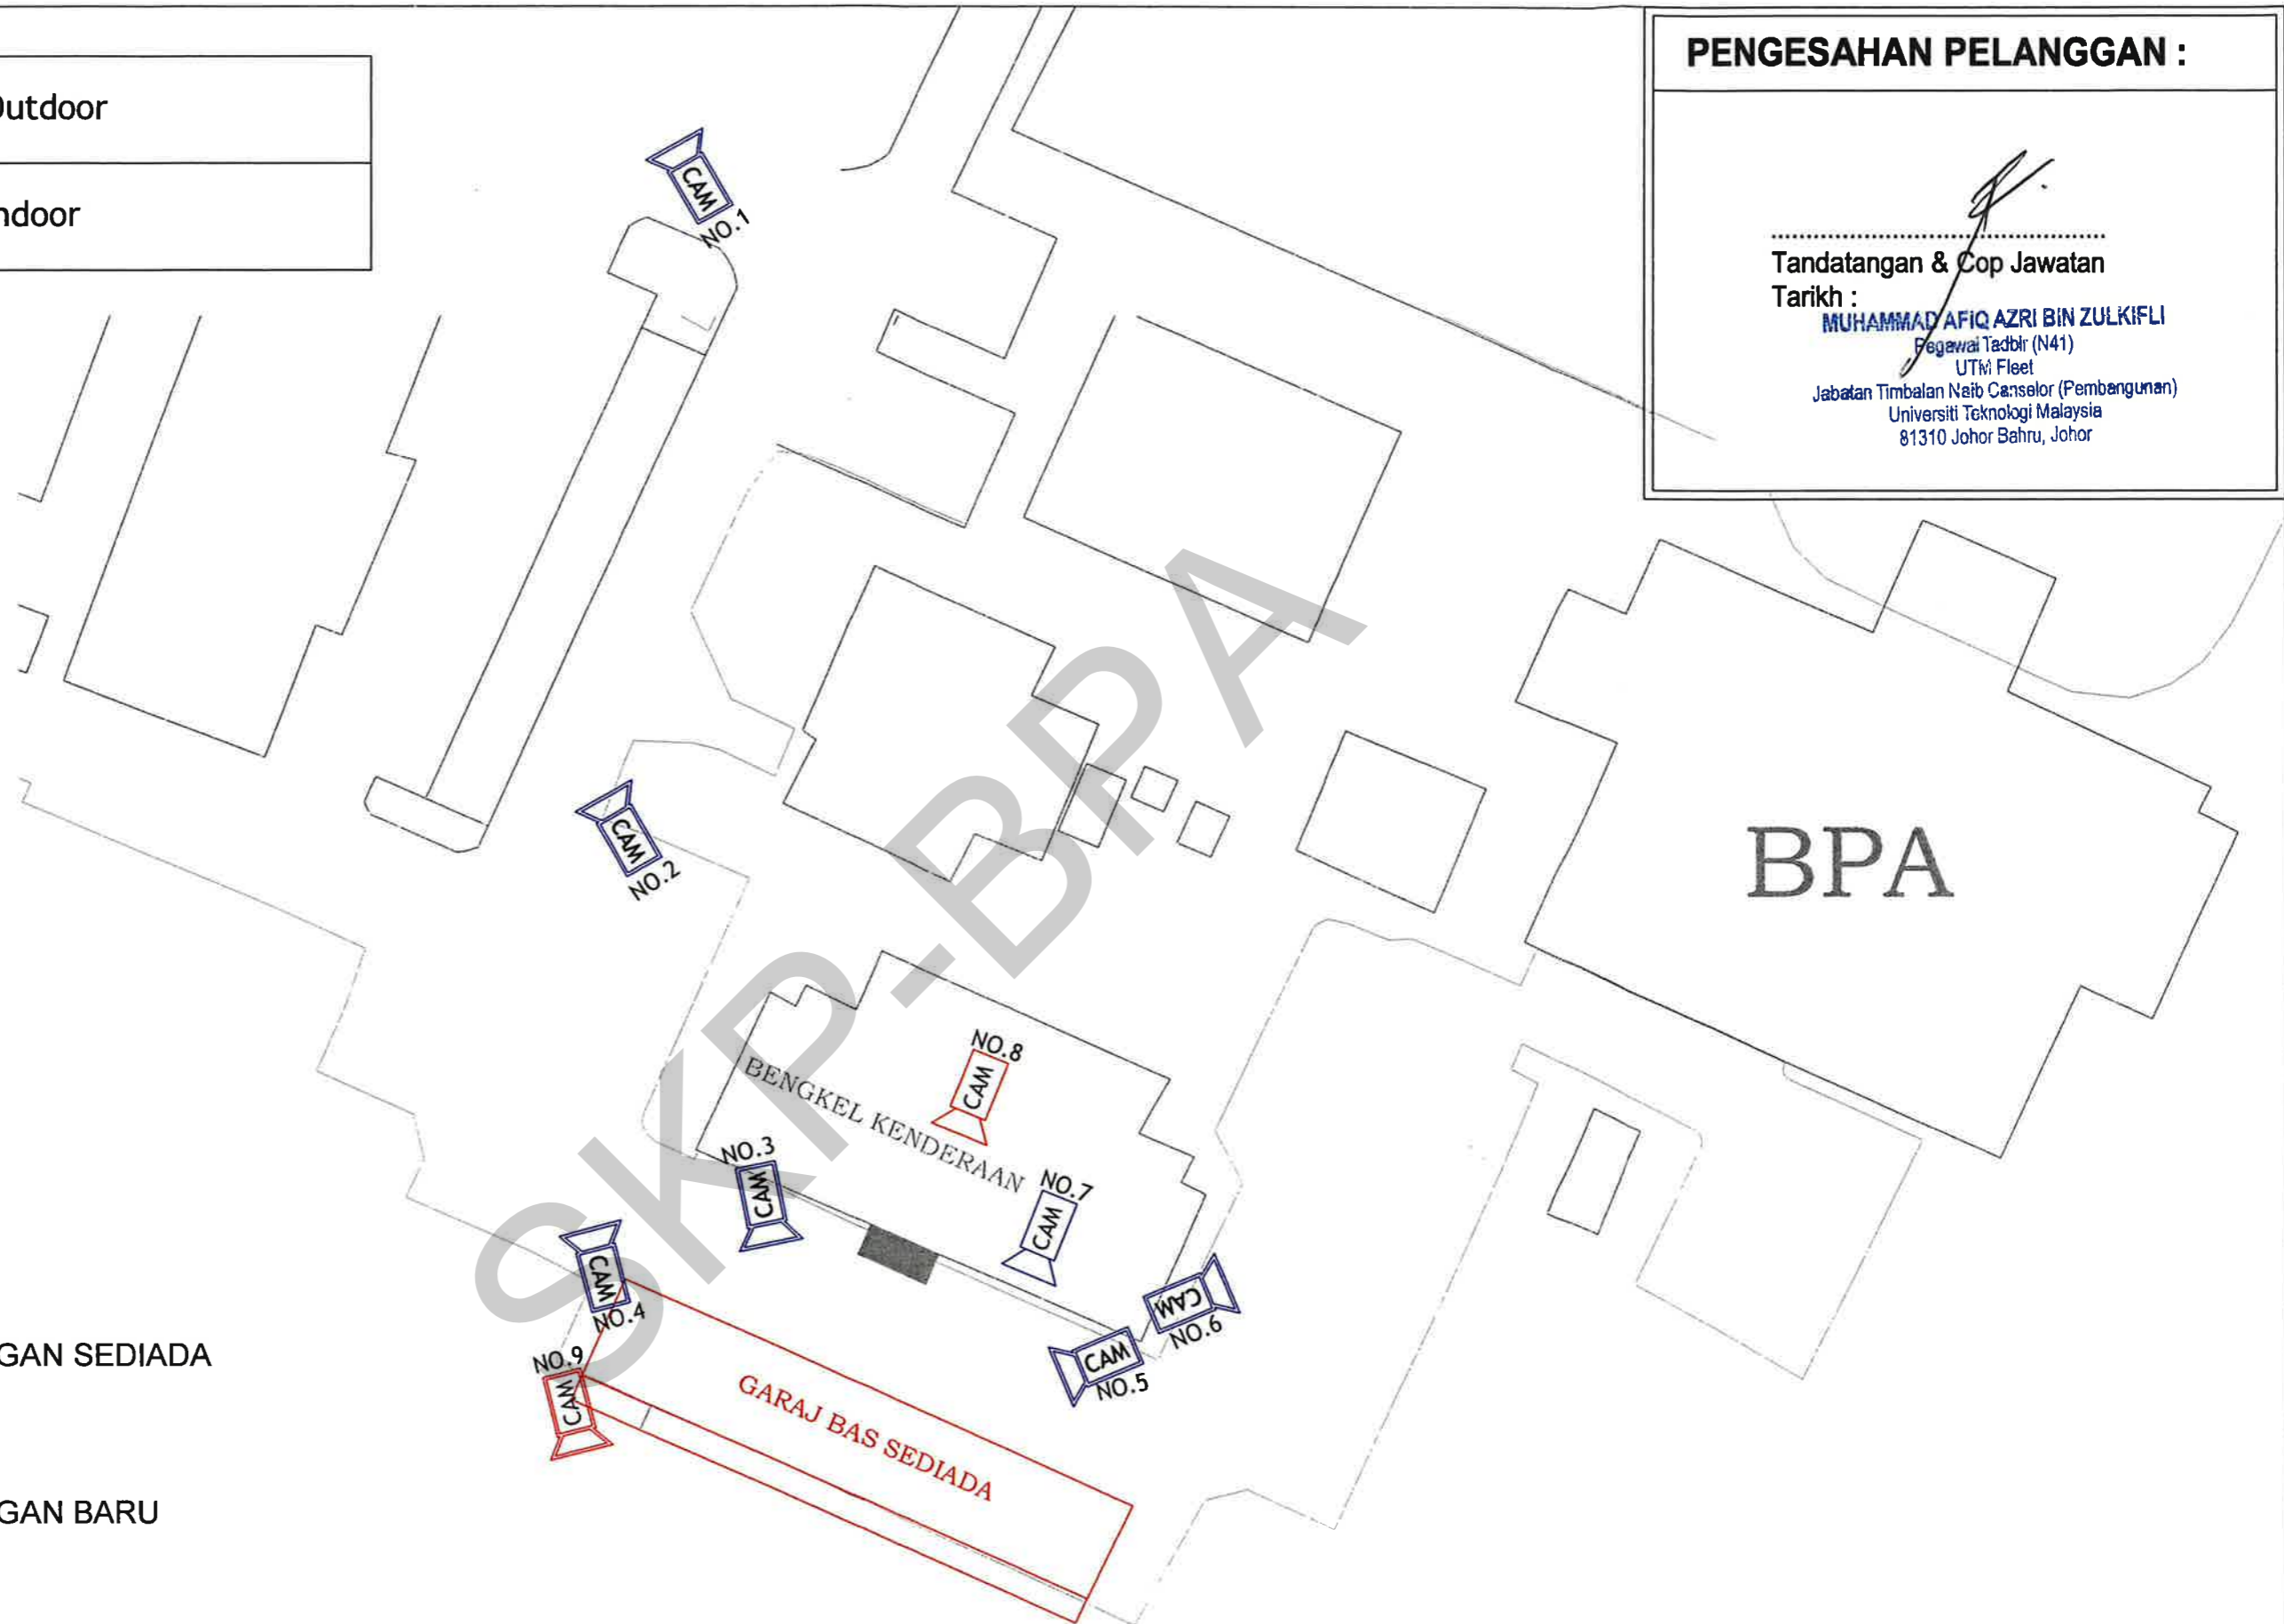 Outdoor
ndoor
PENGESAHAN PELANGGAN :
Tandatangan & Cop Jawatan
Tarikh :
MUHAMMAD AFIQ AZRI BIN ZULKIFLI
Pegawai Tadbir (N41)
UTM Fleet
Jabatan Timbalan Naib Canselor (Pembangunan)
Universiti Teknologi Malaysia
81310 Johor Bahru, Johor
CAM
NO.1
CAM
NO.2
BPA
SKP-BPA
BENGKEL KENDERAAN
NO.8
CAM
NO.3
CAM
NO.7
CAM
CAM
NO.4
CAM
NO.6
CAM
NO.5
NO.9
CAM
GARAJ BAS SEDIADA
GAN SEDIADA
GAN BARU